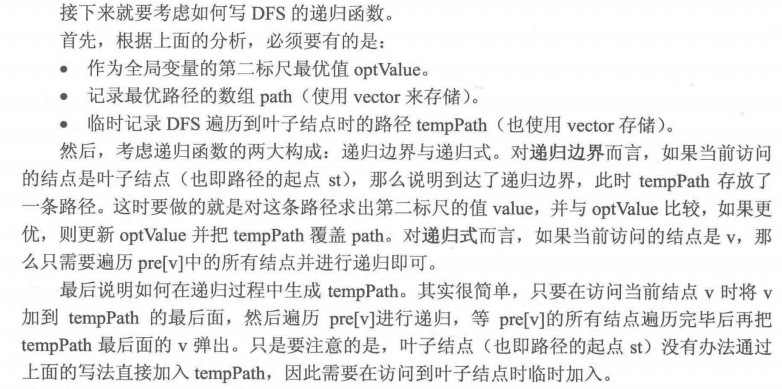 接下来就要考虑如何写 DFS 的递归函数。
首先，根据上面的分析，必须要有的是：
● 作为全局变量的第二标尺最优值 optValue。
● 记录最优路径的数组 path（使用 vector 来存储）。
● 临时记录 DFS 遍历到叶子结点时的路径 tempPath（也使用 vector 存储）。
然后，考虑递归函数的两大构成：递归边界与递归式。对递归边界而言，如果当前访问
的结点是叶子结点（也即路径的起点 st），那么说明到达了递归边界，此时 tempPath 存放了
一条路径。这时要做的就是对这条路径求出第二标尺的值 value，并与 optValue 比较，如果更
优，则更新 optValue 并把 tempPath 覆盖 path。对递归式而言，如果当前访问的结点是 v，那
么只需要遍历 pre[v]中的所有结点并进行递归即可。
最后说明如何在递归过程中生成 tempPath。其实很简单，只要在访问当前结点 v 时将 v
加到 tempPath 的最后面，然后遍历 pre[v]进行递归，等 pre[v]的所有结点遍历完毕后再把
tempPath 最后面的 v 弹出。只是要注意的是，叶子结点（也即路径的起点 st）没有办法通过
上面的写法直接加入 tempPath，因此需要在访问到叶子结点时临时加入。